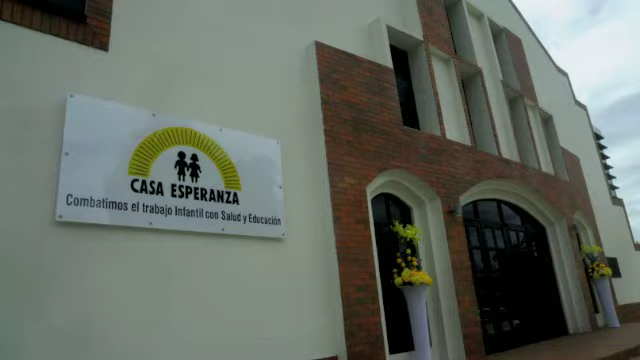 CASA ESPERANZA
Combatimos el trabajo Infantil con Salud y Educación